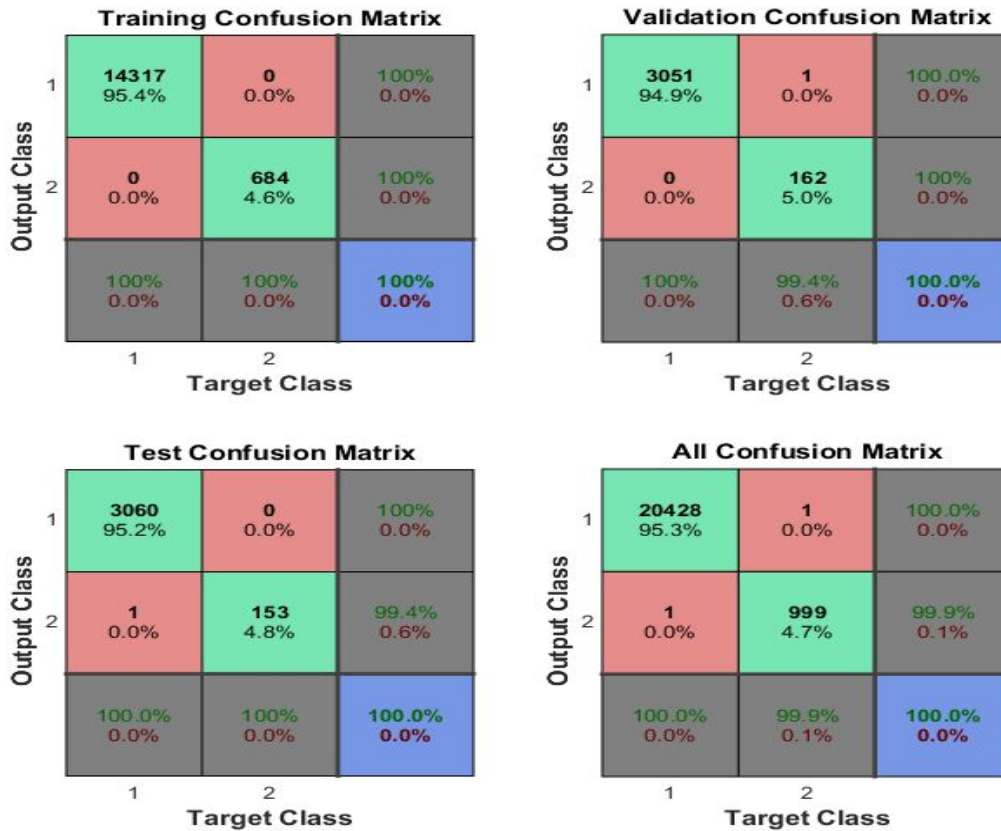 Training Confusion Matrix
1 14317 0 100%
95.4% 0.0% 0.0%
2 0 684 100%
0.0% 4.6% 0.0%
100% 100% 100%
0.0% 0.0% 0.0%
1 2
Target Class
Output Class
Validation Confusion Matrix
1 3051 1 100.0%
94.9% 0.0% 0.0%
2 0 162 100%
0.0% 5.0% 0.0%
100% 99.4% 100.0%
0.0% 0.6% 0.0%
1 2
Target Class
Output Class
Test Confusion Matrix
1 3060 0 100%
95.2% 0.0% 0.0%
2 1 153 99.4%
0.0% 4.8% 0.6%
100.0% 100% 100.0%
0.0% 0.0% 0.0%
1 2
Target Class
Output Class
All Confusion Matrix
1 20428 1 100.0%
95.3% 0.0% 0.0%
2 1 999 99.9%
0.0% 4.7% 0.1%
100.0% 99.9% 100.0%
0.0% 0.1% 0.0%
1 2
Target Class
Output Class